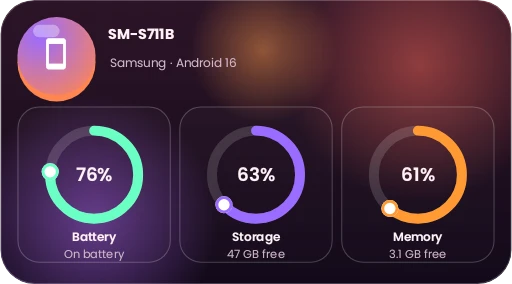 SM-S711B
Samsung · Android 16
76%
63%
61%
Battery
Storage
Memory
On battery
47 GB free
3.1 GB free